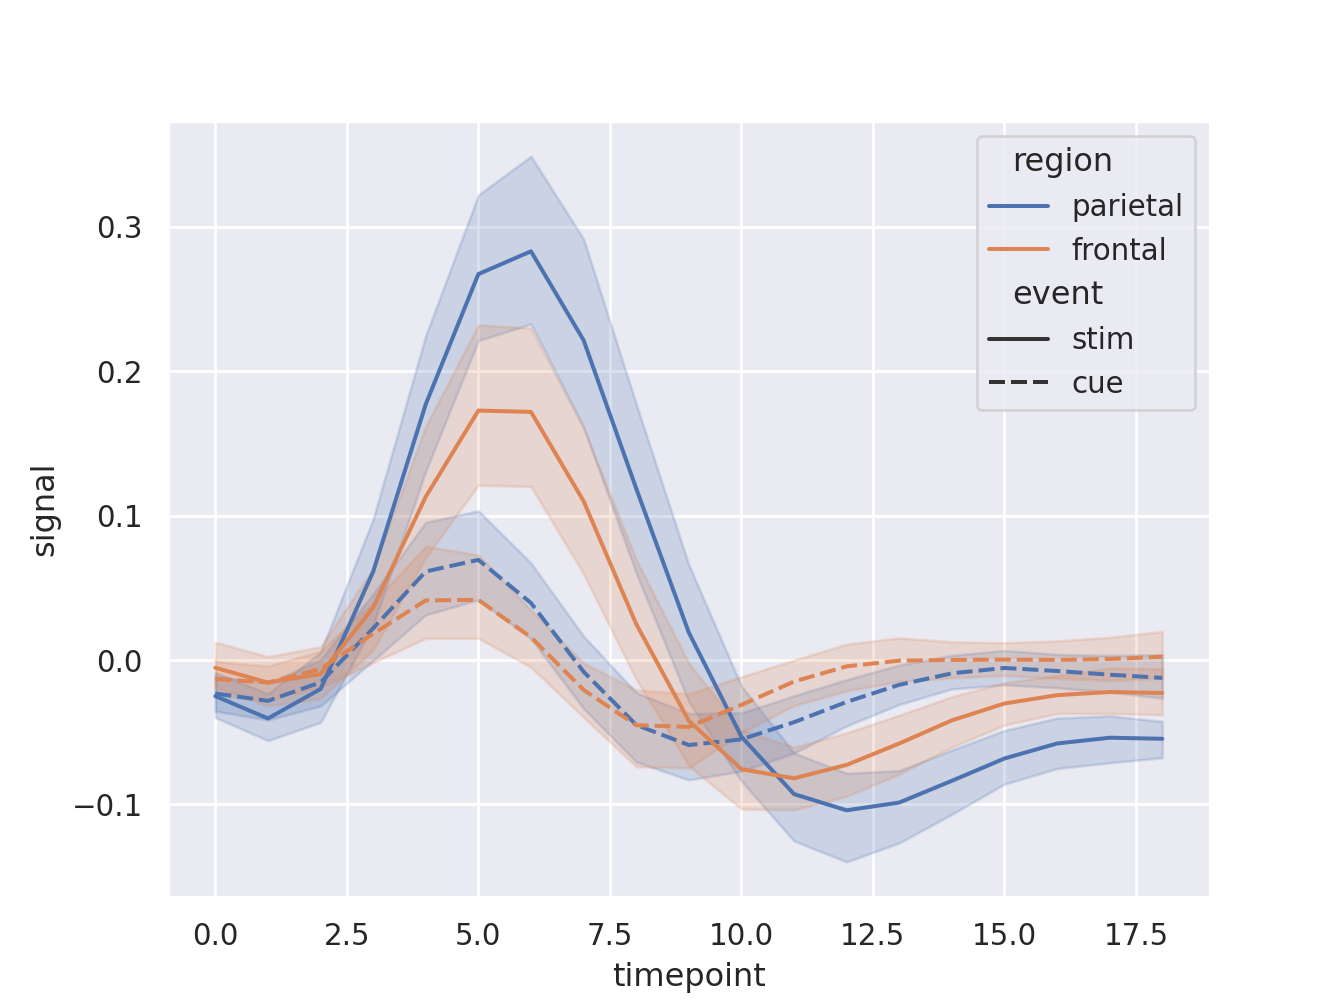 region
parietal
frontal
event
stim
cue
0.3
0.2
0.1
0.0
−0.1
signal
0.0 2.5 5.0 7.5 10.0 12.5 15.0 17.5
timepoint